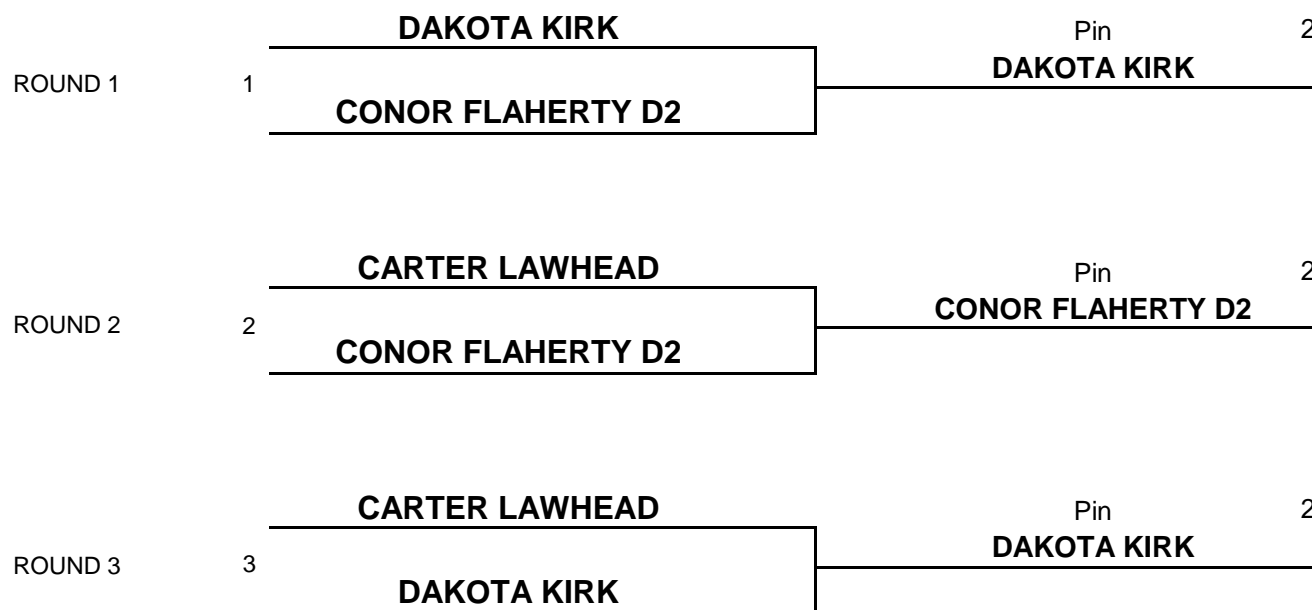 DAKOTA KIRK
Pin 2
DAKOTA KIRK
ROUND 1 1
CONOR FLAHERTY D2
CARTER LAWHEAD
Pin 2
CONOR FLAHERTY D2
ROUND 2 2
CONOR FLAHERTY D2
CARTER LAWHEAD
Pin 2
DAKOTA KIRK
ROUND 3 3
DAKOTA KIRK